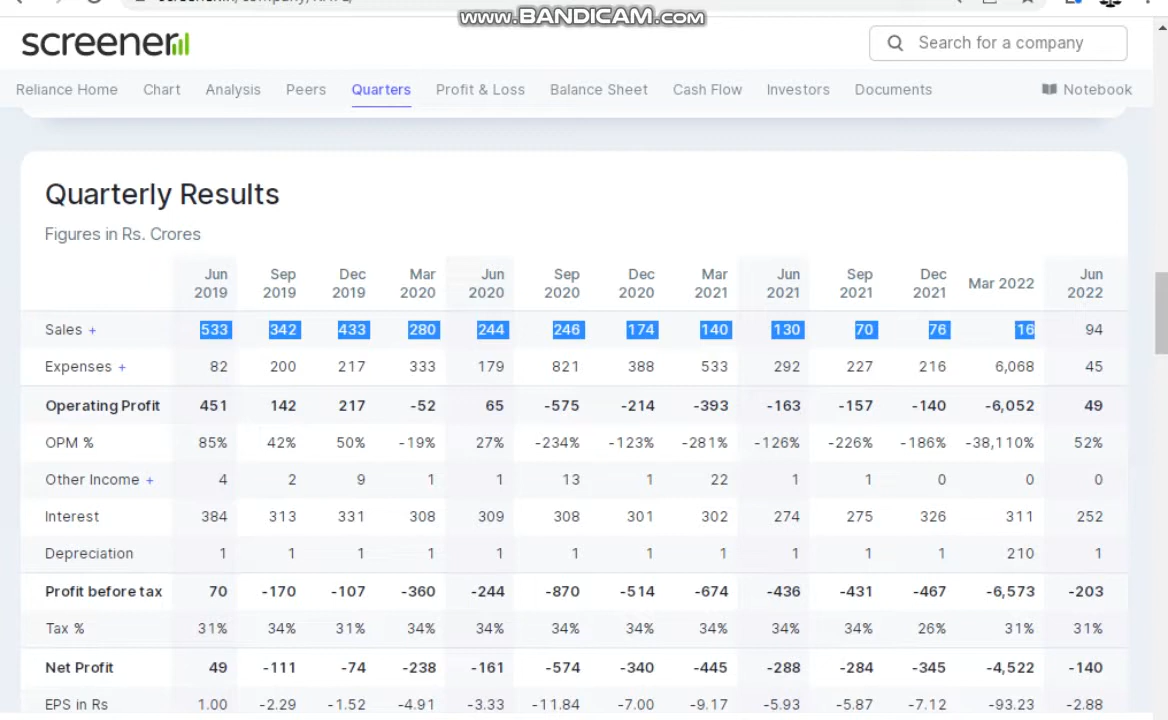 www.BANDICAM.com
screener
Search for a company
Reliance Home Chart Analysis Peers Quarters Profit & Loss Balance Sheet Cash Flow Investors Documents Notebook
Quarterly Results
Figures in Rs. Crores
Jun 2019 Sep 2019 Dec 2019 Mar 2020 Jun 2020 Sep 2020 Dec 2020 Mar 2021 Jun 2021 Sep 2021 Dec 2021 Mar 2022 Jun 2022
Sales + 533 342 433 280 244 246 174 140 130 70 76 16 94
Expenses + 82 200 217 333 179 821 388 533 292 227 216 6,068 45
Operating Profit 451 142 217 -52 65 -575 -214 -393 -163 -157 -140 -6,052 49
OPM % 85% 42% 50% -19% 27% -234% -123% -281% -126% -226% -186% -38,110% 52%
Other Income + 4 2 9 1 1 13 1 22 1 1 0 0 0
Interest 384 313 331 308 309 308 301 302 274 275 326 311 252
Depreciation 1 1 1 1 1 1 1 1 1 1 1 210 1
Profit before tax 70 -170 -107 -360 -244 -870 -514 -674 -436 -431 -467 -6,573 -203
Tax % 31% 34% 31% 34% 34% 34% 34% 34% 34% 34% 26% 31% 31%
Net Profit 49 -111 -74 -238 -161 -574 -340 -445 -288 -284 -345 -4,522 -140
EPS in Rs 1.00 -2.29 -1.52 -4.91 -3.33 -11.84 -7.00 -9.17 -5.93 -5.87 -7.12 -93.23 -2.88